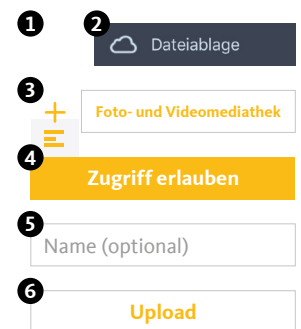 1
2
Dateiablage
3
+
Foto- und Videomediathek
4
Zugriff erlauben
5
Name (optional)
6
Upload